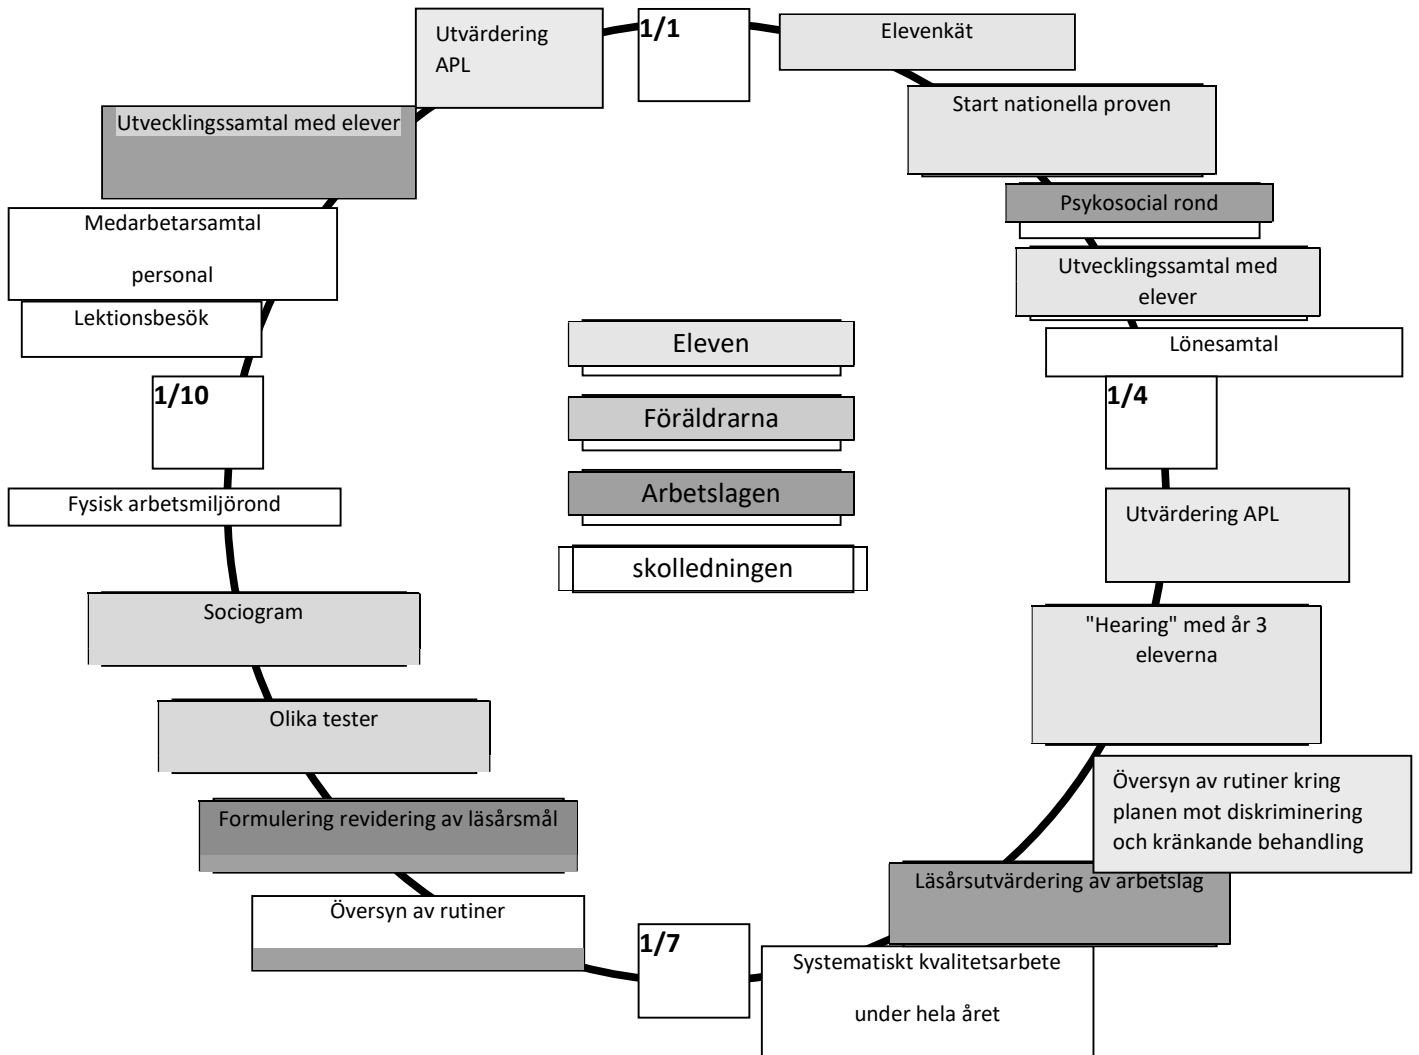 Utvärdering
APL
1/1
Elevenkät
Start nationella proven
Psykosocial rond
Utvecklingssamtal med
elever
Lönesamtal
1/4
Utvärdering APL
"Hearing" med år 3
eleverna
Översyn av rutiner kring
planen mot diskriminering
och kränkande behandling
Läsårsutvärdering av arbetslag
Systematiskt kvalitetsarbete
under hela året
1/7
Översyn av rutiner
Formulering revidering av läsårsmål
Olika tester
Sociogram
Fysisk arbetsmiljörond
1/10
Lektionsbesök
Medarbetarsamtal
personal
Utvecklingssamtal med elever
Eleven
Föräldrarna
Arbetslagen
skolledningen